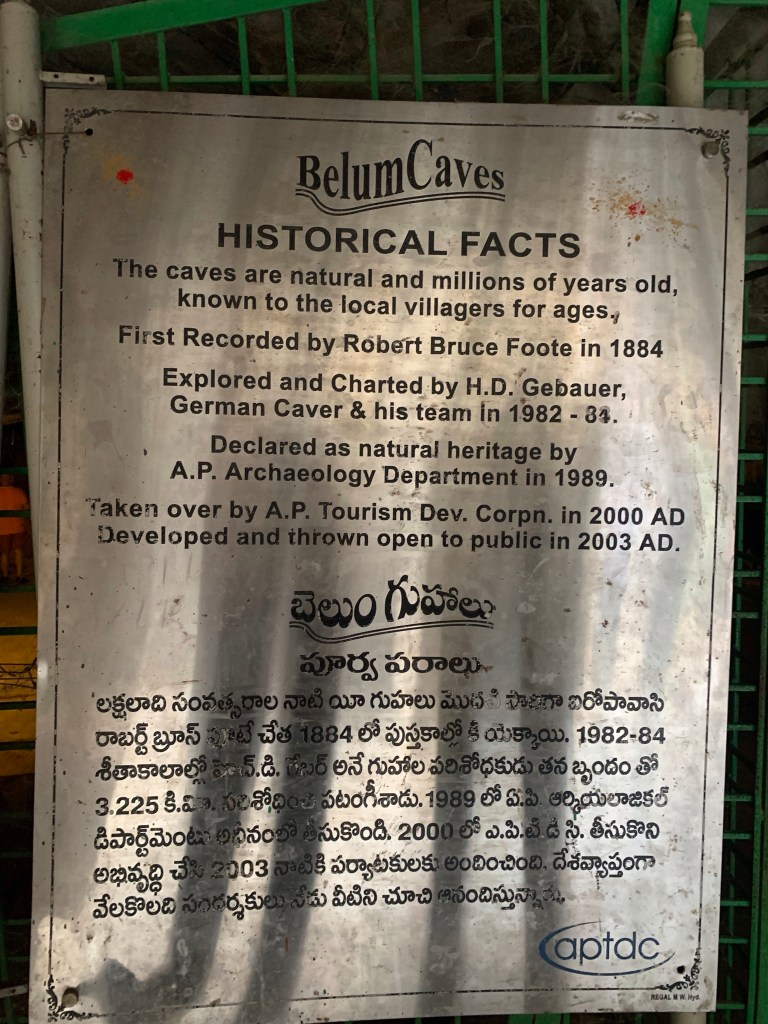 Belum Caves
HISTORICAL FACTS
The caves are natural and millions of years old,
known to the local villagers for ages.,
First Recorded by Robert Bruce Foote in 1884
Explored and Charted by H.D. Gebauer,
German Caver & his team in 1982 - 84.
Declared as natural heritage by
A.P. Archaeology Department in 1989.
Taken over by A.P. Tourism Dev. Corpn. in 2000 AD
Developed and thrown open to public in 2003 AD.
బెలుం గుహాలు
పూర్వ పరాలు
లక్షలాది సంవత్సరాల నాటి యీ గుహలు ఐరోపావాసి
రాబర్ట్ బ్రూస్ చేత 1884 లో పుస్తకాల్లో కి యెక్కాయి. 1982-84
శీతాకాలాల్లో అనే గుహాల పరిశోధకుడు తన బృందం తో
3.225 కి.మీ. పటంగీశాడు. 1989 లో ఏ.పి. ఆర్కియలాజికల్
డిపార్ట్‌మెంటు తీసుకొండి. 2000 లో ఎ.పి.టి.డి.సి. తీసుకొని
అభివృద్ధి చేసి 2003 నాటికి పర్యాటకులకు అందించింది. దేశవ్యాప్తంగా
వేలకొలది సందర్శకులు నేడు వీటిని చూచి ఆనందిస్తున్నారు.
aptdc
REGAL M W. Hyd.